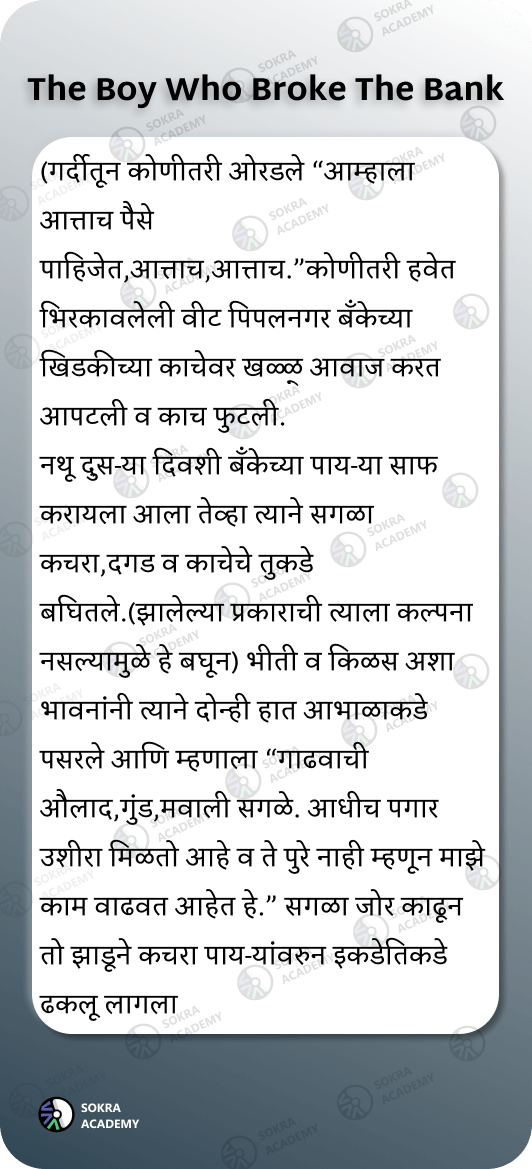 The Boy Who Broke The Bank
(गर्दीतून कोणीतरी ओरडले “आम्हाला
आत्ताच पैसे
पाहिजेत,आत्ताच,आत्ताच.”कोणीतरी हवेत
भिरकावलेली वीट पिपलनगर बँकेच्या
खिडकीच्या काचेवर खळ्ळ् आवाज करत
आपटली व काच फुटली.
नथू दुस-या दिवशी बँकेच्या पाय-या साफ
करायला आला तेव्हा त्याने सगळा
कचरा,दगड व काचेचे तुकडे
बघितले.(झालेल्या प्रकाराची त्याला कल्पना
नसल्यामुळे हे बघून) भीती व किळस अशा
भावनांनी त्याने दोन्ही हात आभाळाकडे
पसरले आणि म्हणाला “गाढवाची
औलाद,गुंड,मवाली सगळे. आधीच पगार
उशीरा मिळतो आहे व ते पुरे नाही म्हणून माझे
काम वाढवत आहेत हे.” सगळा जोर काढून
तो झाडूने कचरा पाय-यांवरुन इकडेतिकडे
ढकलू लागला
SOKRA
ACADEMY